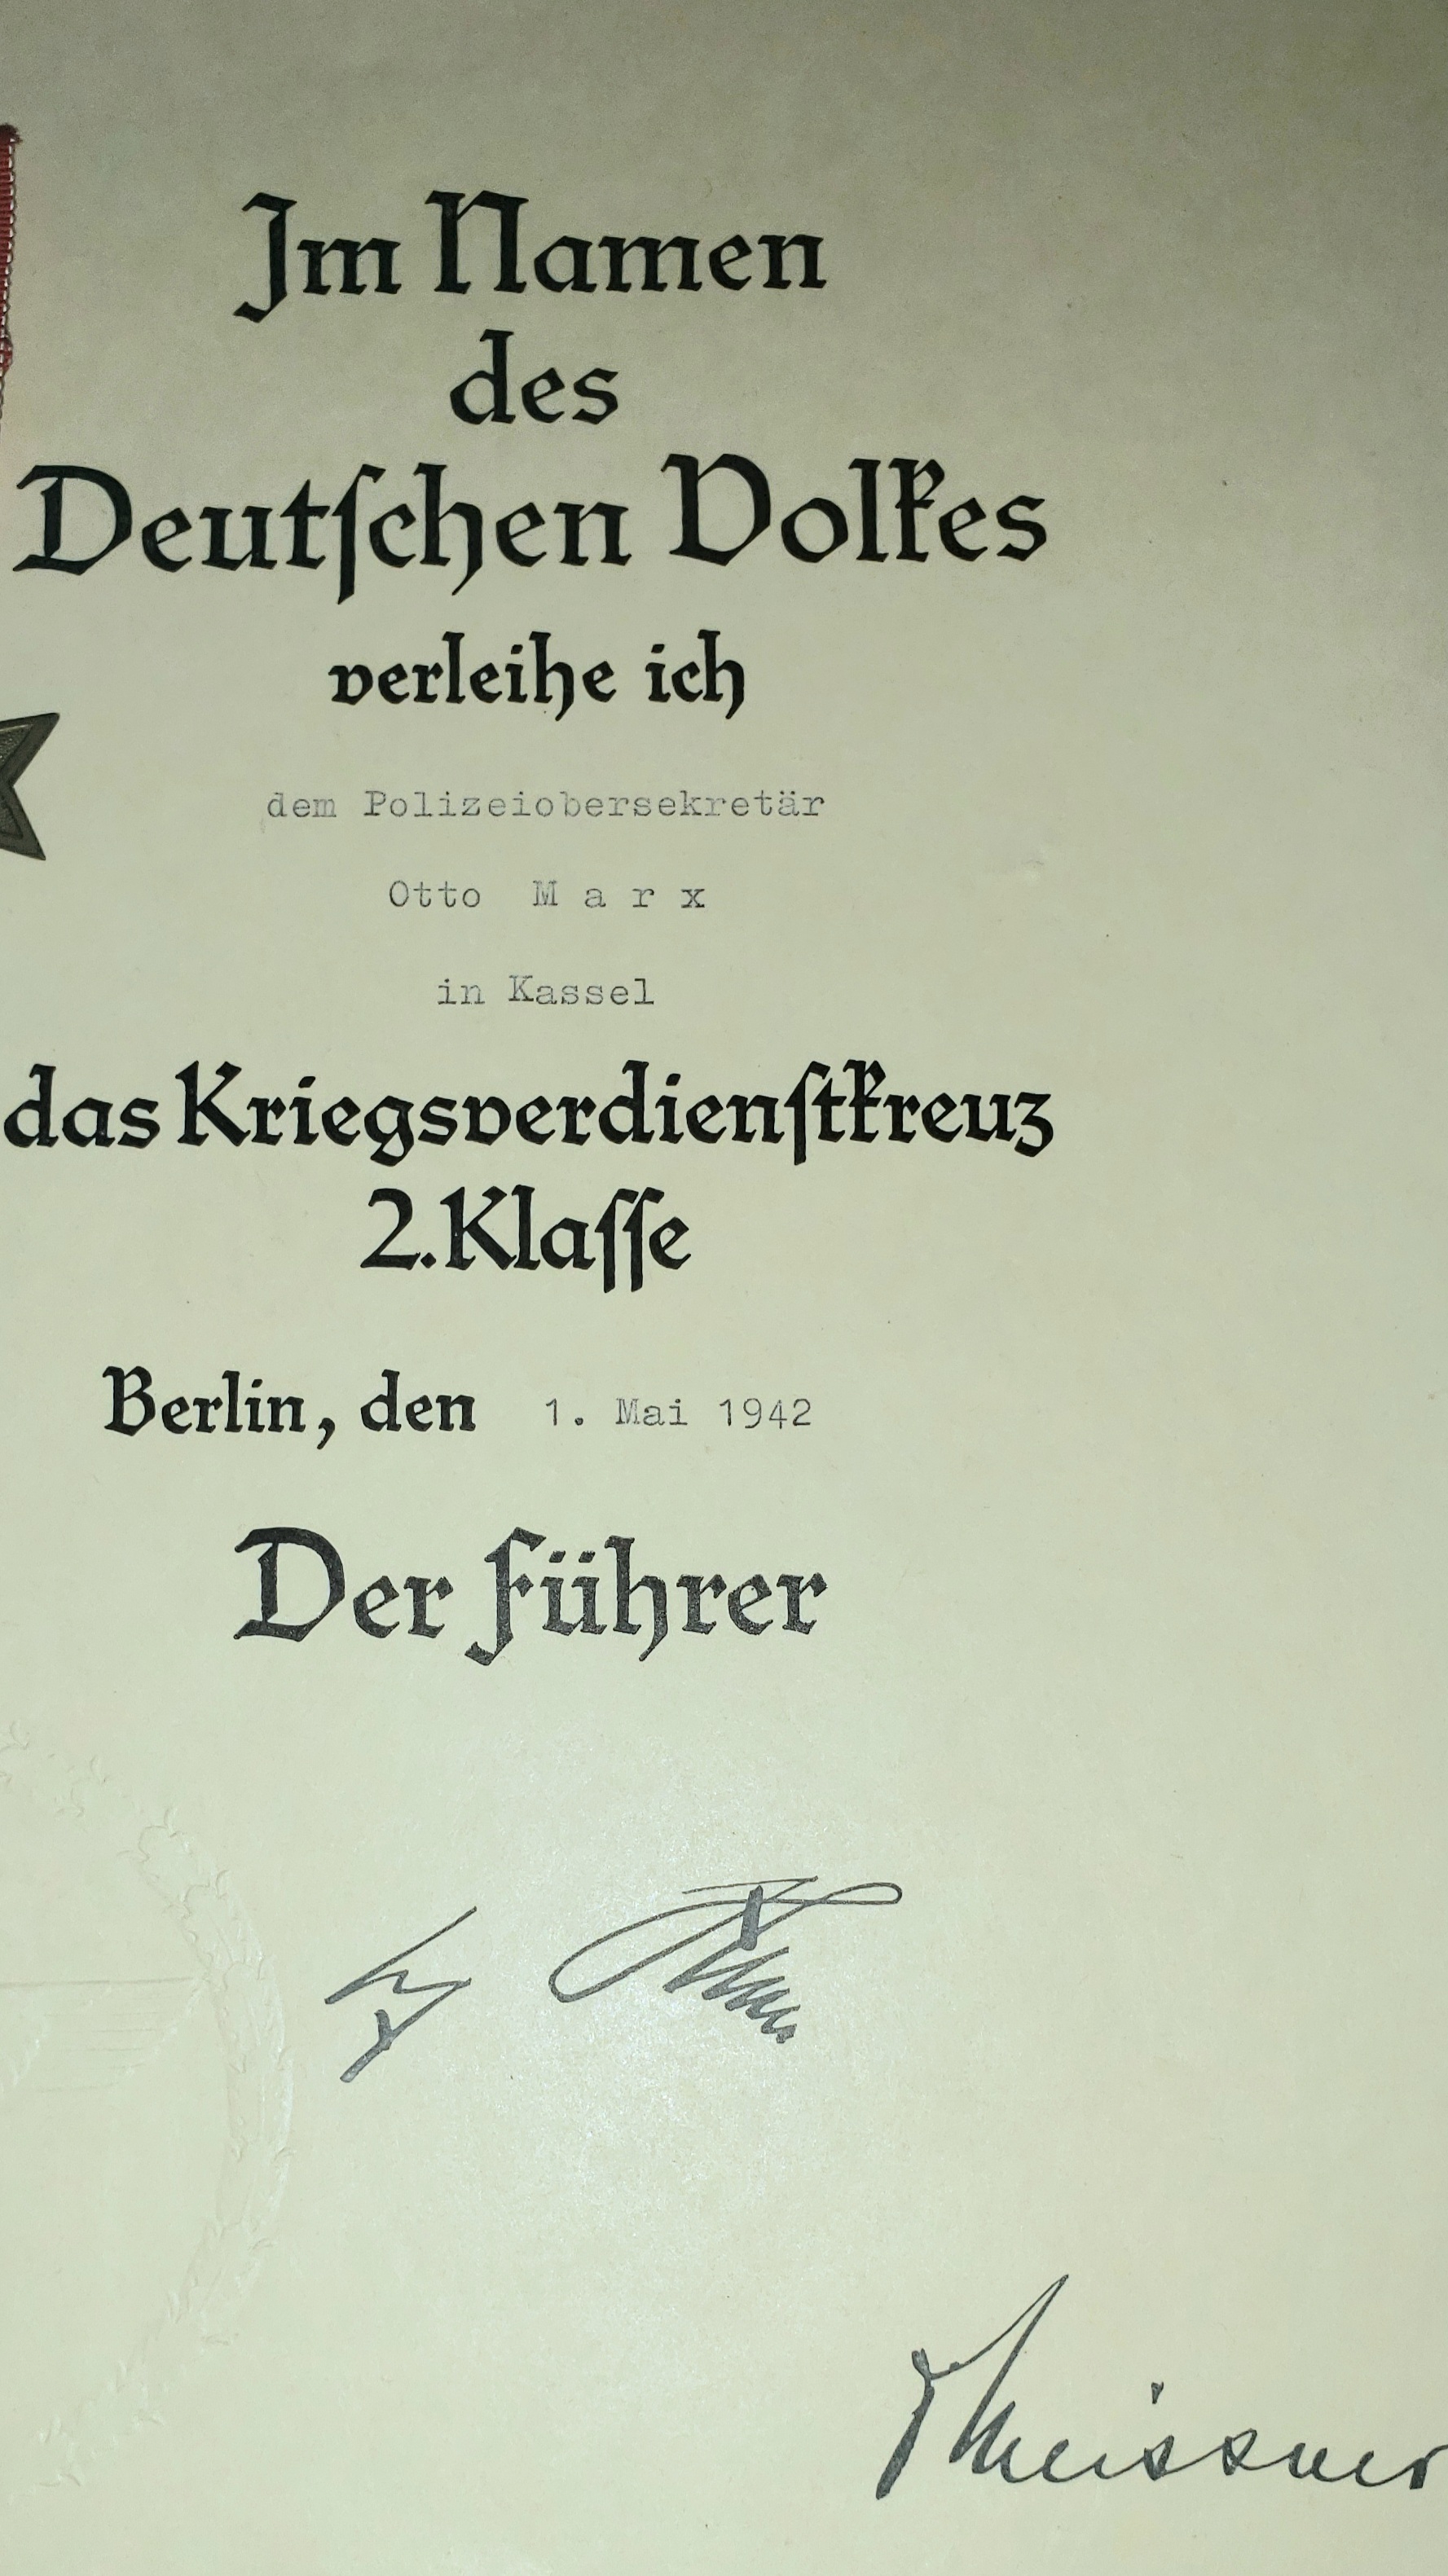 Im Namen
des
Deutſchen Volkes
verleihe ich
dem Polizeiobersekretär
Otto M a r x
in Kassel
das Kriegsverdienſtkreuz
2. Klaſſe
Berlin, den 1. Mai 1942
Der Führer
Meissner